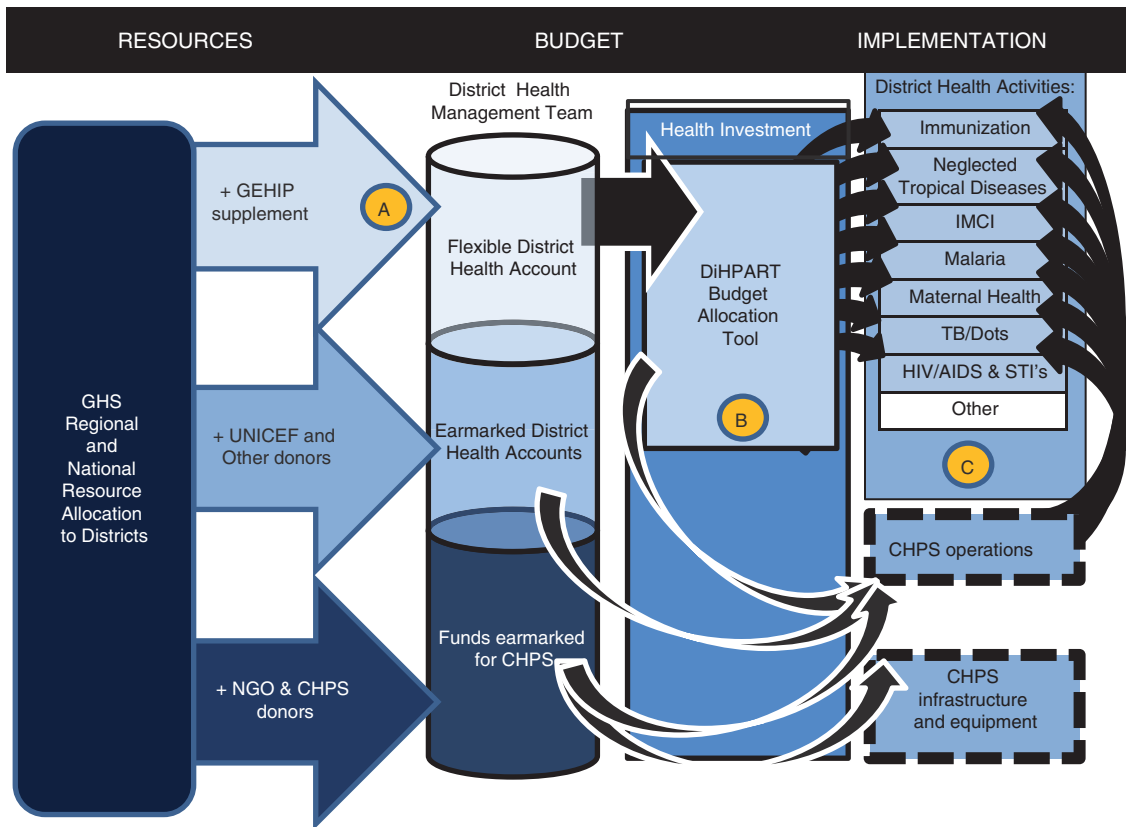 RESOURCES
BUDGET
IMPLEMENTATION
GHS
Regional
and
National
Resource
Allocation
to Districts
+ GEHIP
supplement
A
+ UNICEF and
Other donors
+ NGO & CHPS
donors
District Health
Management Team
Flexible District
Health Account
Earmarked District
Health Accounts
Funds earmarked
for CHPS
Health Investment
DiHPART
Budget
Allocation
Tool
B
District Health Activities:
Immunization
Neglected
Tropical Diseases
IMCI
Malaria
Maternal Health
TB/Dots
HIV/AIDS & STI's
Other
C
CHPS operations
CHPS
infrastructure
and equipment